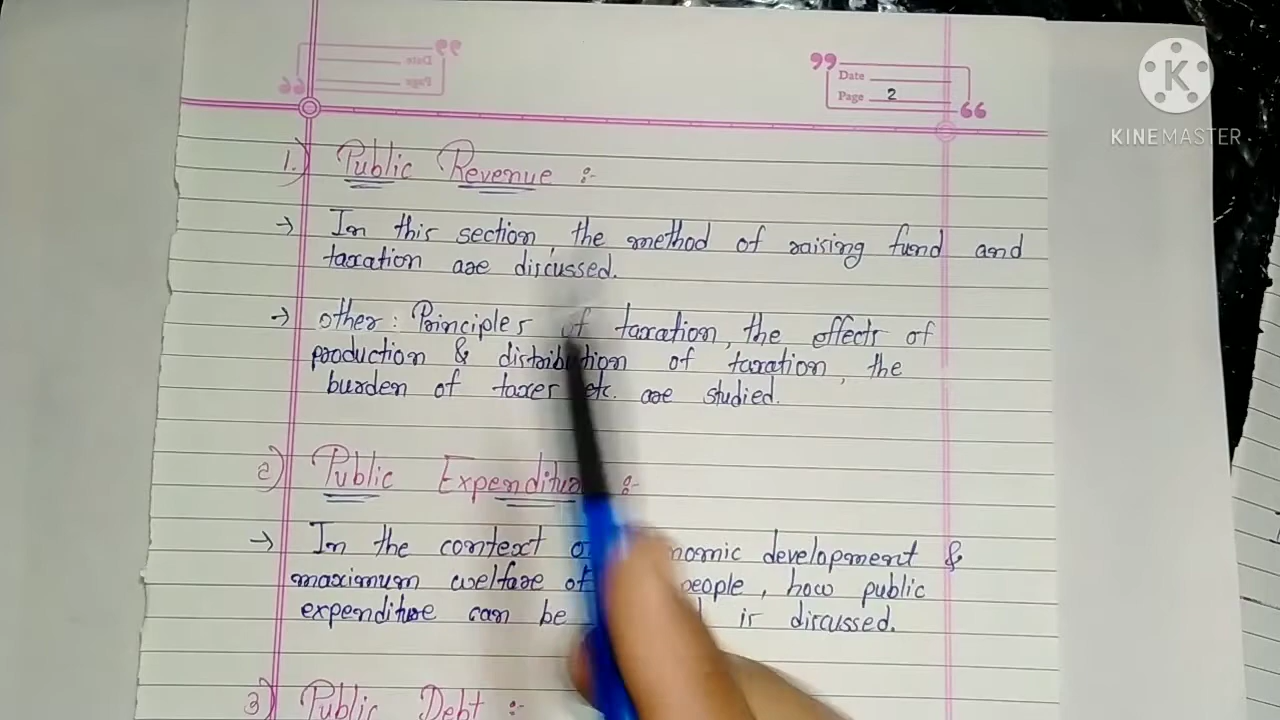 Date
Page 2
KINEMASTER
1.) Public Revenue :-
→ In this section, the method of raising fund and
taxation are discussed.
→ other: Principles of taxation, the effects of
production & distribution of taxation, the
burden of taxes etc. are studied.
2) Public :-
→ In the context development &
maximum welfare of people, how public
expenditure can be is discussed.
3) Public Debt :-